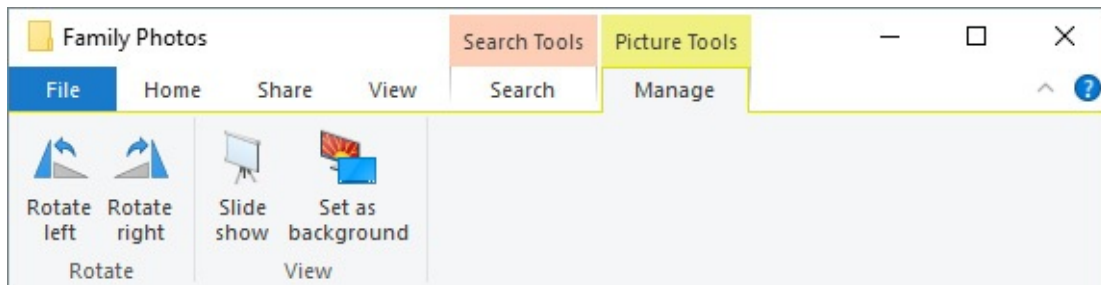 Family Photos
Search Tools
Picture Tools
File
Home
Share
View
Search
Manage
?
Rotate
left
Rotate
right
Slide
show
Set as
background
Rotate
View